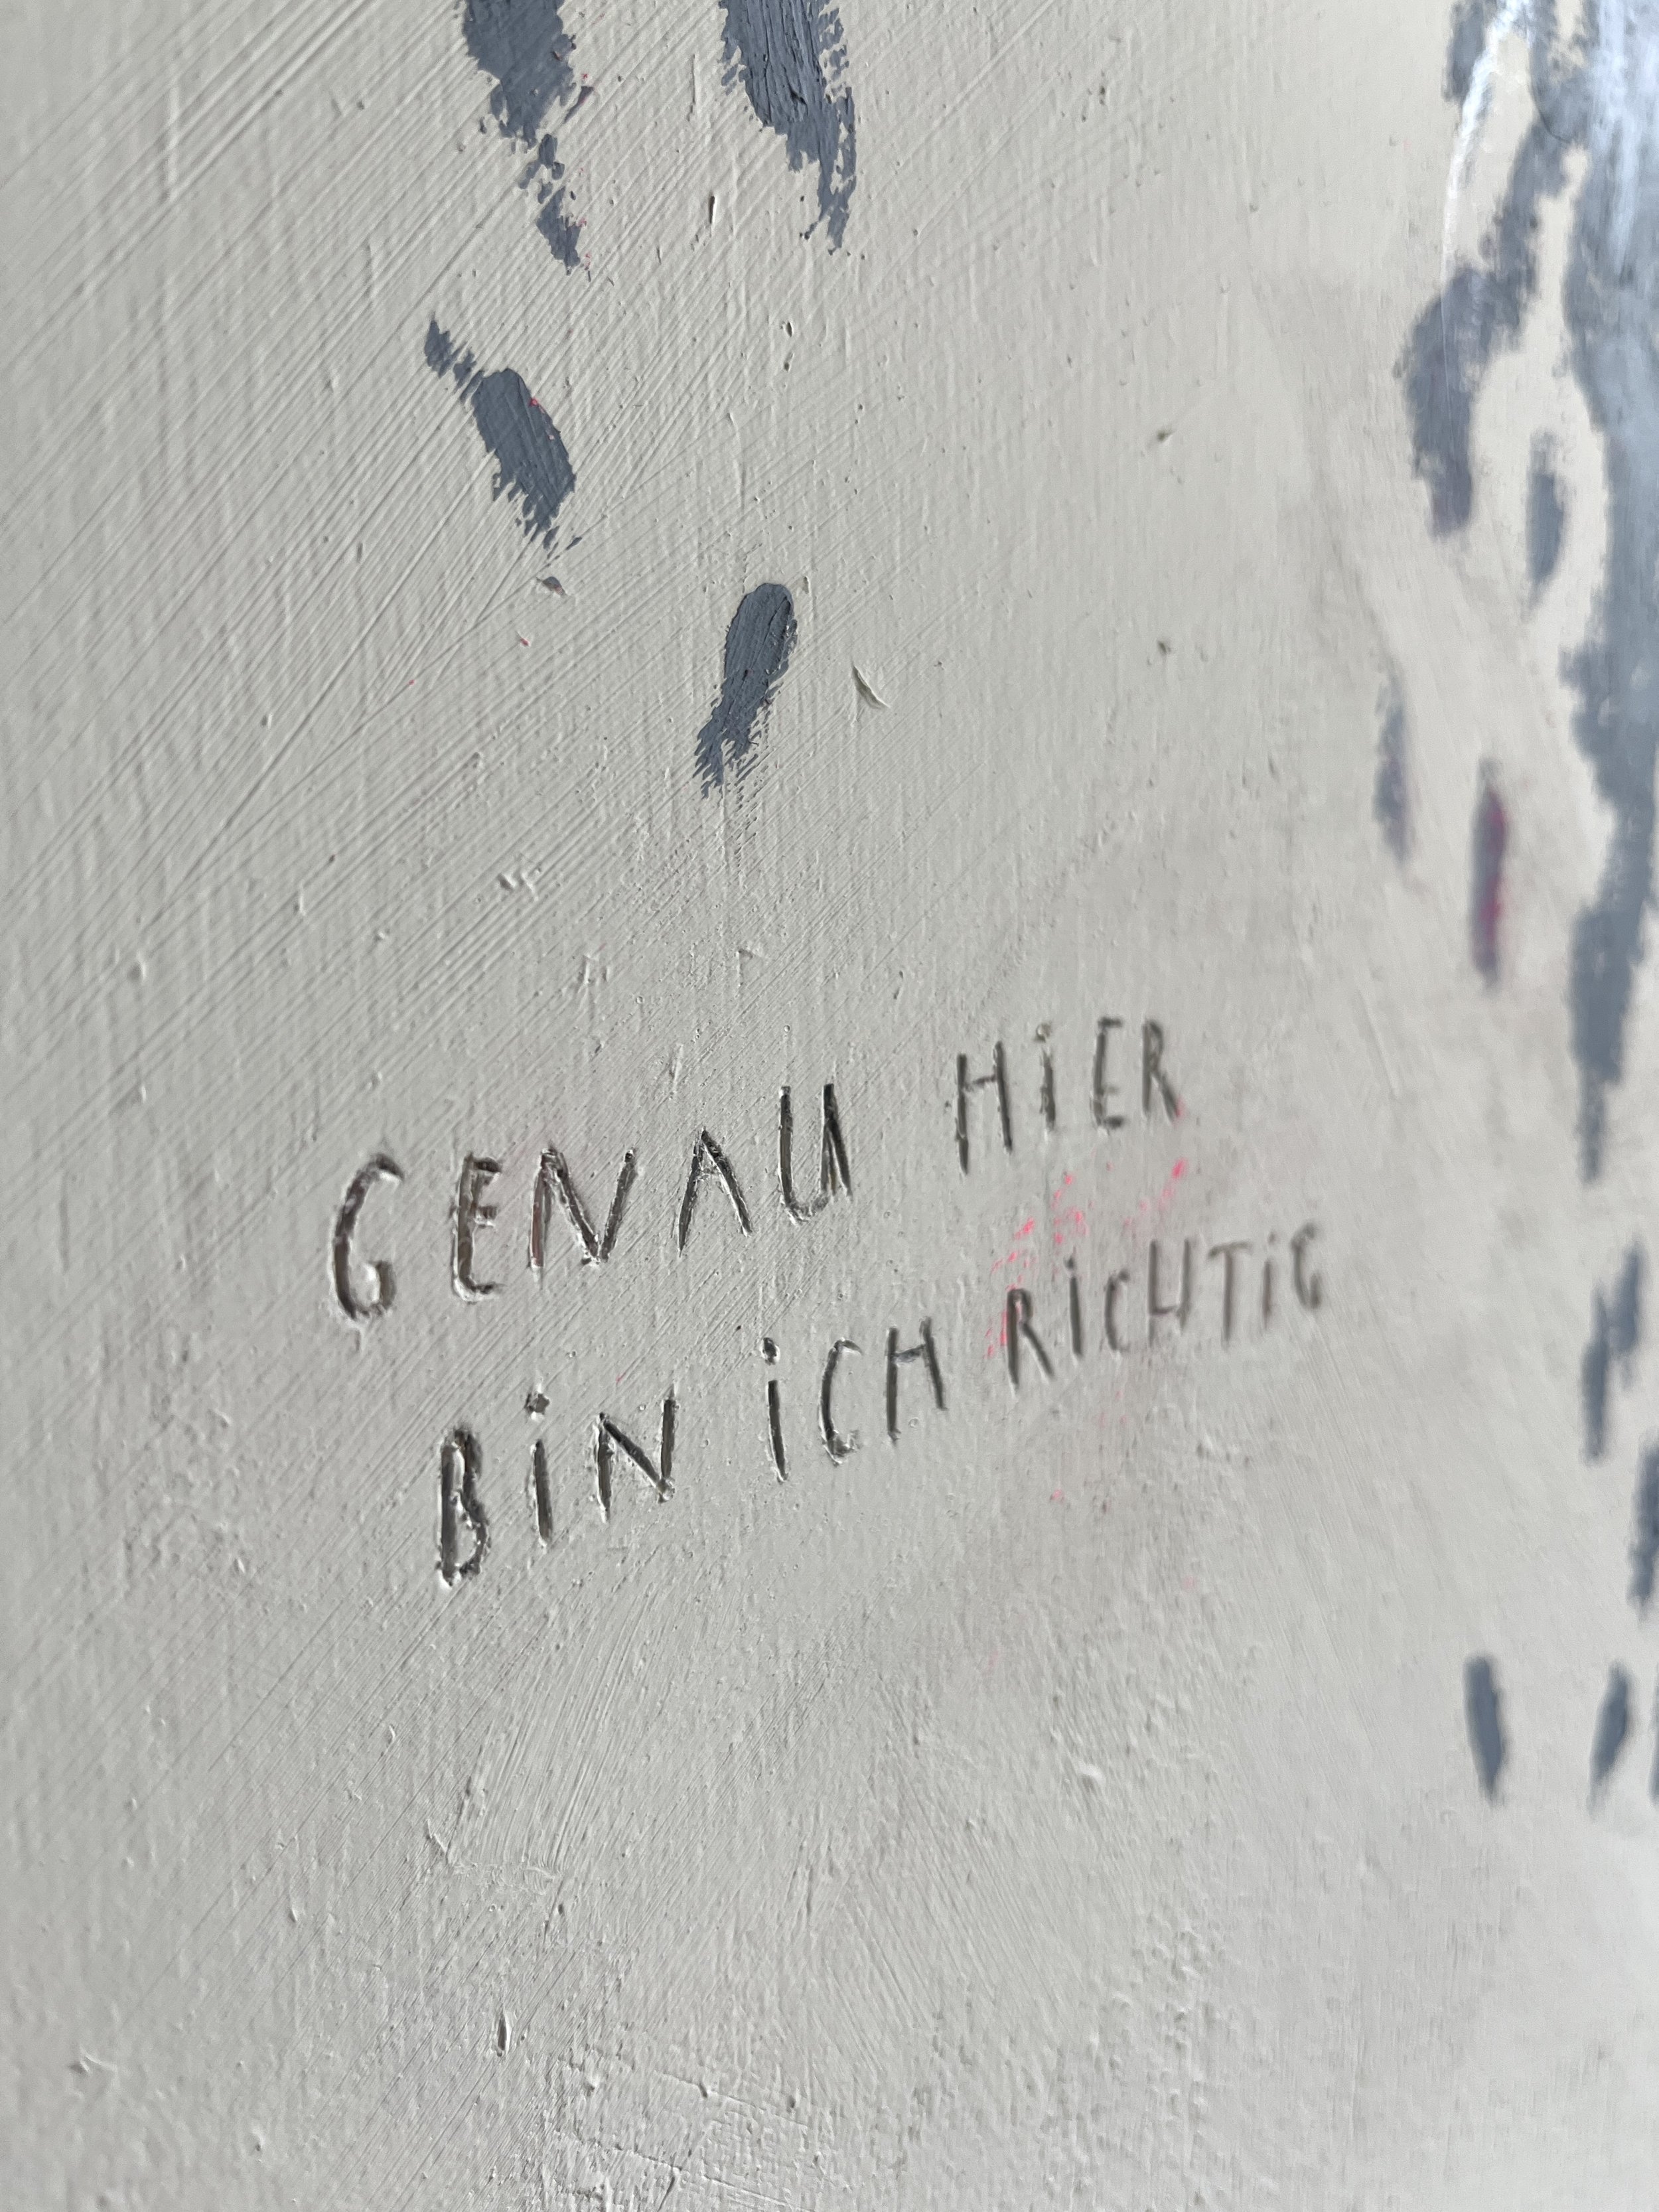 GENAU HiER
BiN iCH RiCHTiG